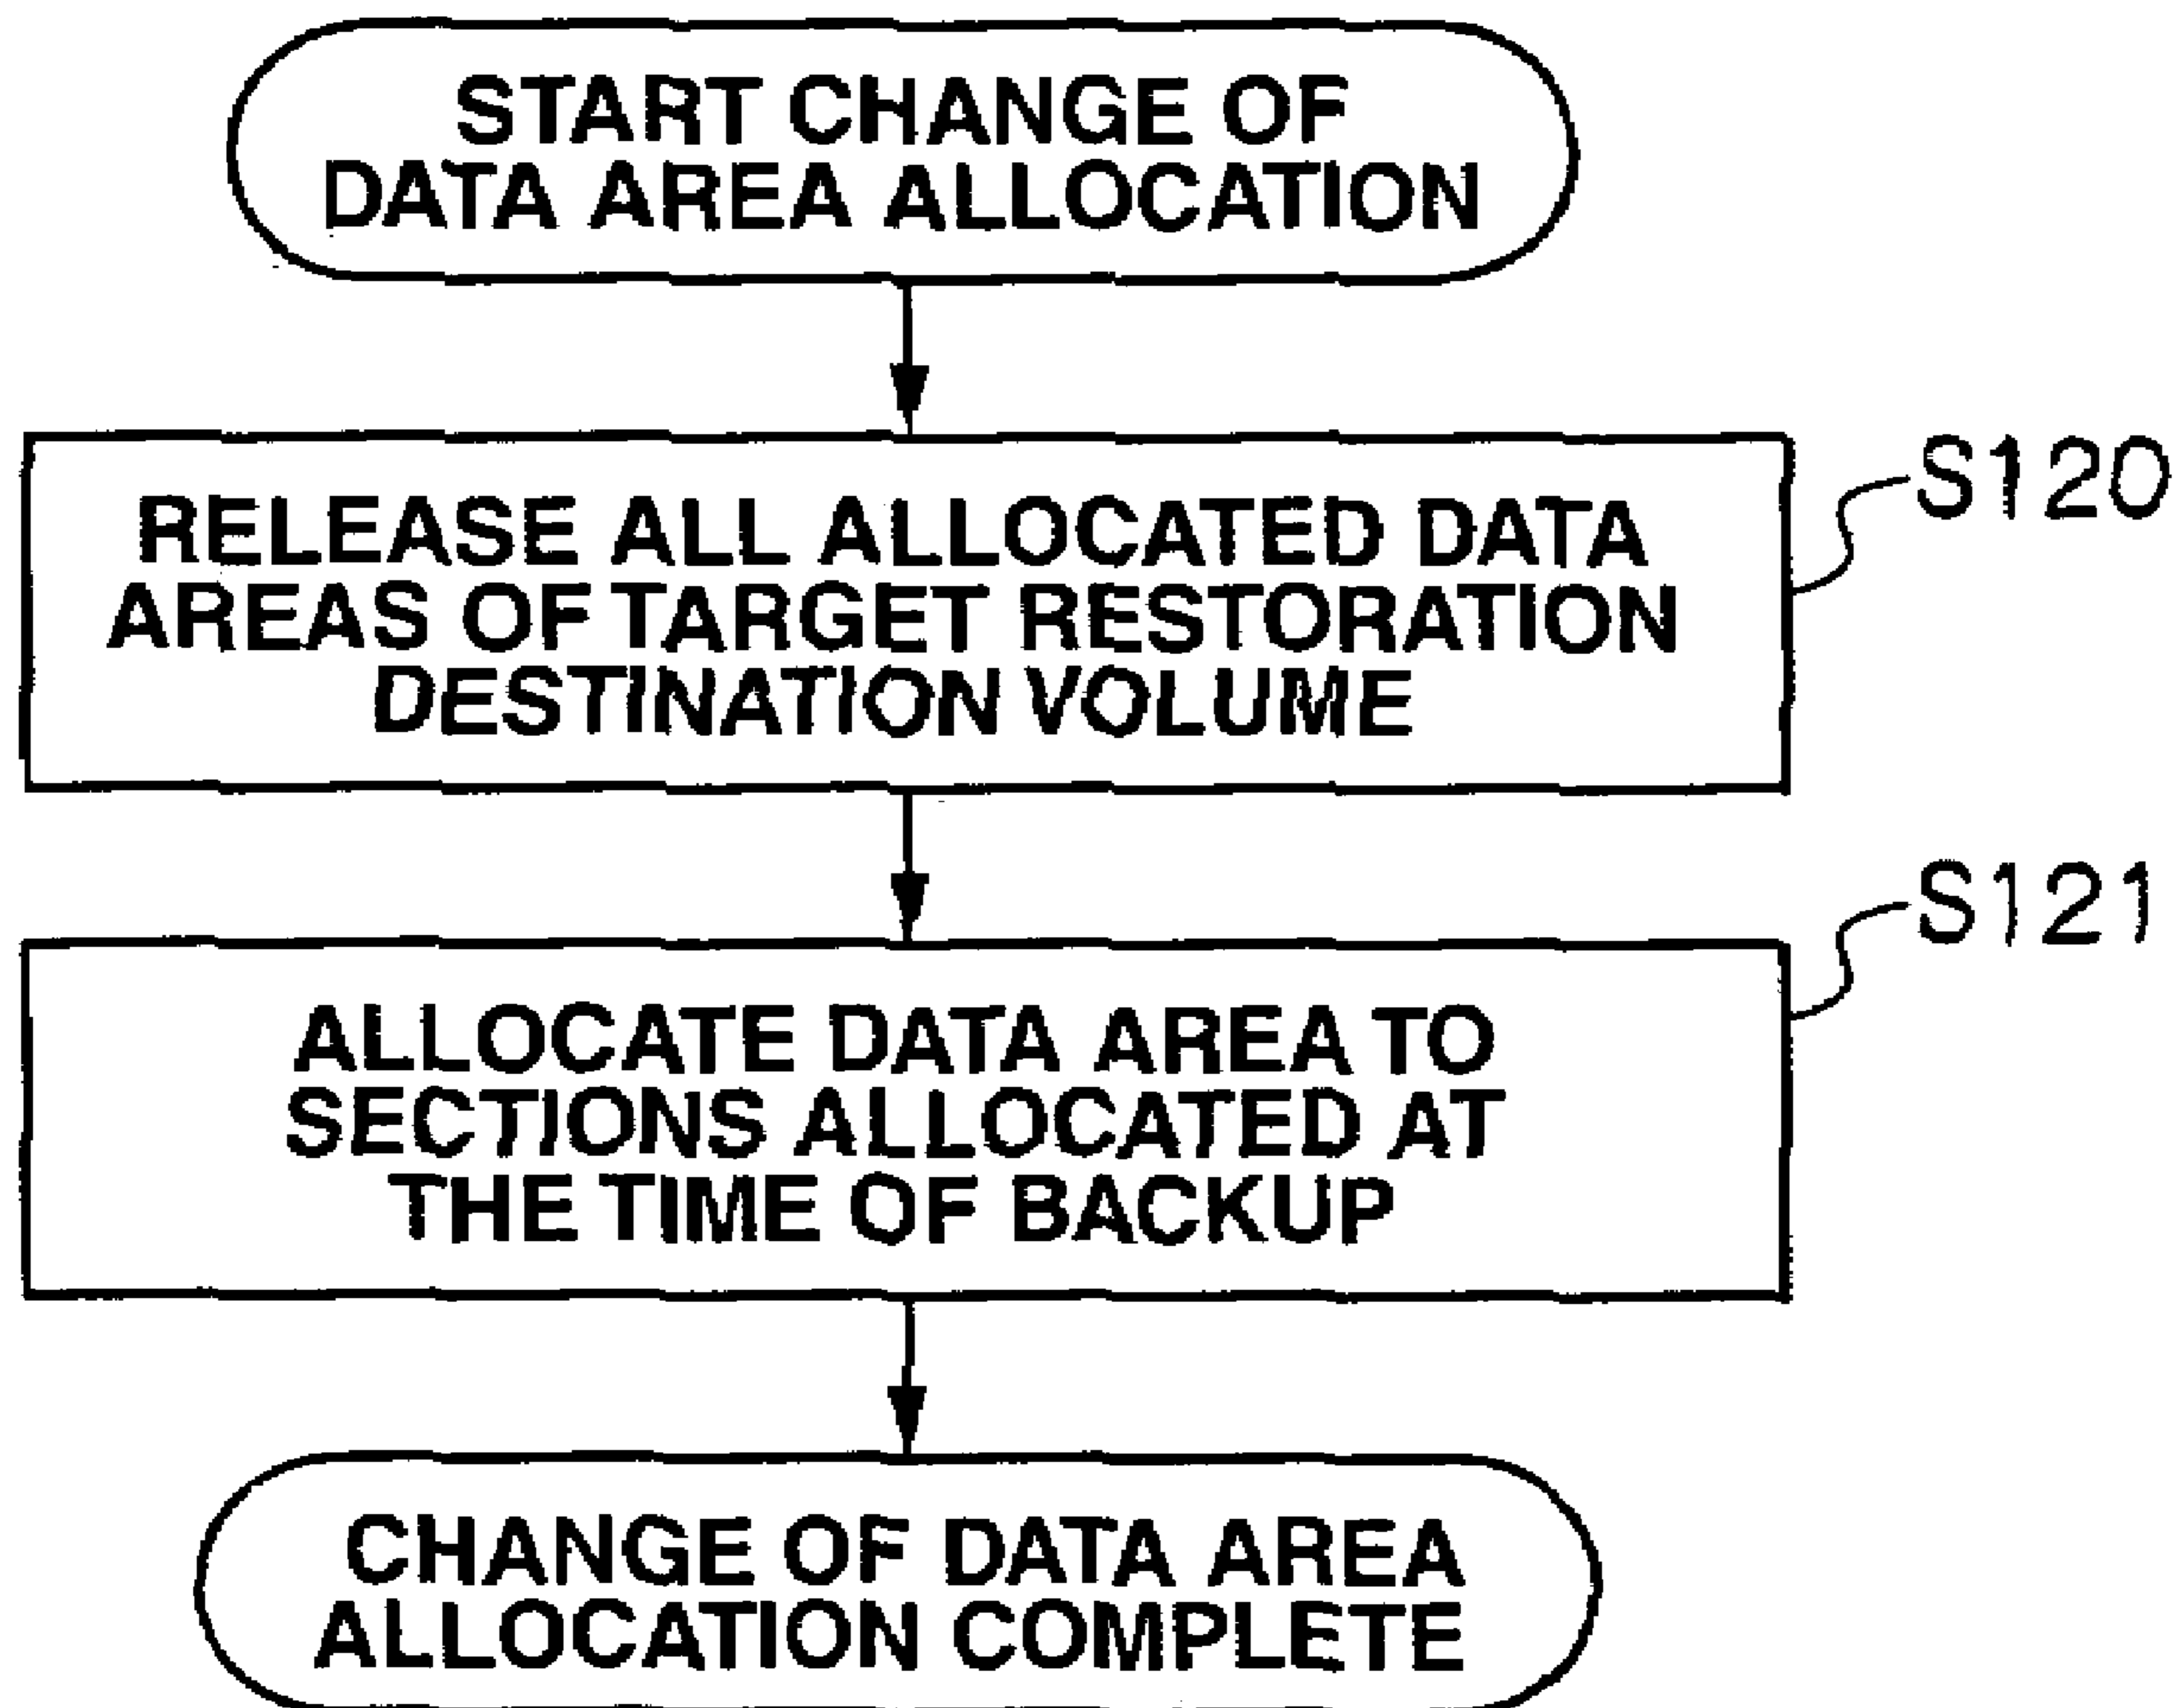 START CHANGE OF
DATA AREA ALLOCATION
RELEASE ALL ALLOCATED DATA
AREAS OF TARGET RESTORATION
DESTINATION VOLUME
S120
ALLOCATE DATA AREA TO
SECTIONS ALLOCATED AT
THE TIME OF BACKUP
S121
CHANGE OF DATA AREA
ALLOCATION COMPLETE